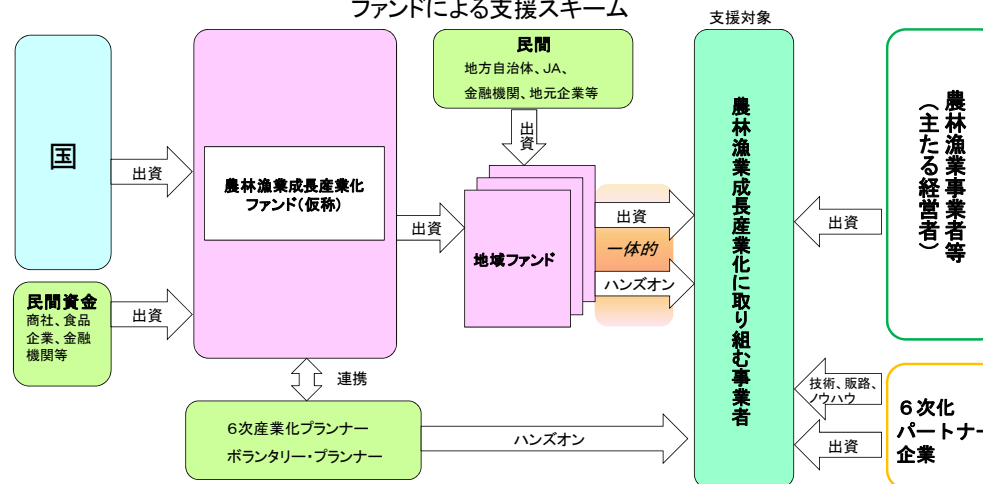 ファンドによる支援スキーム
支援対象
国
出資
民間資金
商社、食品
企業、金融
機関等
出資
農林漁業成長産業化
ファンド(仮称)
出資
民間
地方自治体、JA、
金融機関、地元企業等
出資
地域ファンド
出資
一体的
ハンズオン
連携
6次産業化プランナー
ボランタリー・プランナー
ハンズオン
農林漁業成長産業化に取り組む事業者
農林漁業事業者等
(主たる経営者)
出資
技術、販路、
ノウハウ
出資
6次化
パートナー
企業